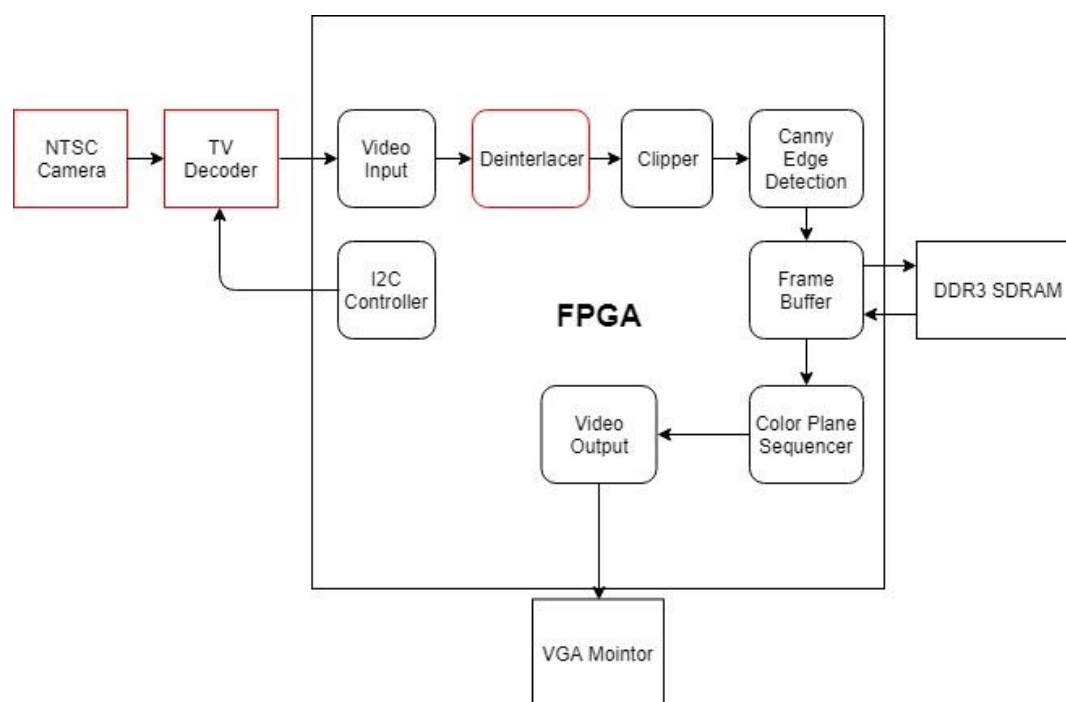 NTSC
Camera
TV
Decoder
Video
Input
Deinterlacer
Clipper
Canny
Edge
Detection
I2C
Controller
FPGA
Frame
Buffer
DDR3 SDRAM
Video
Output
Color Plane
Sequencer
VGA Mointor